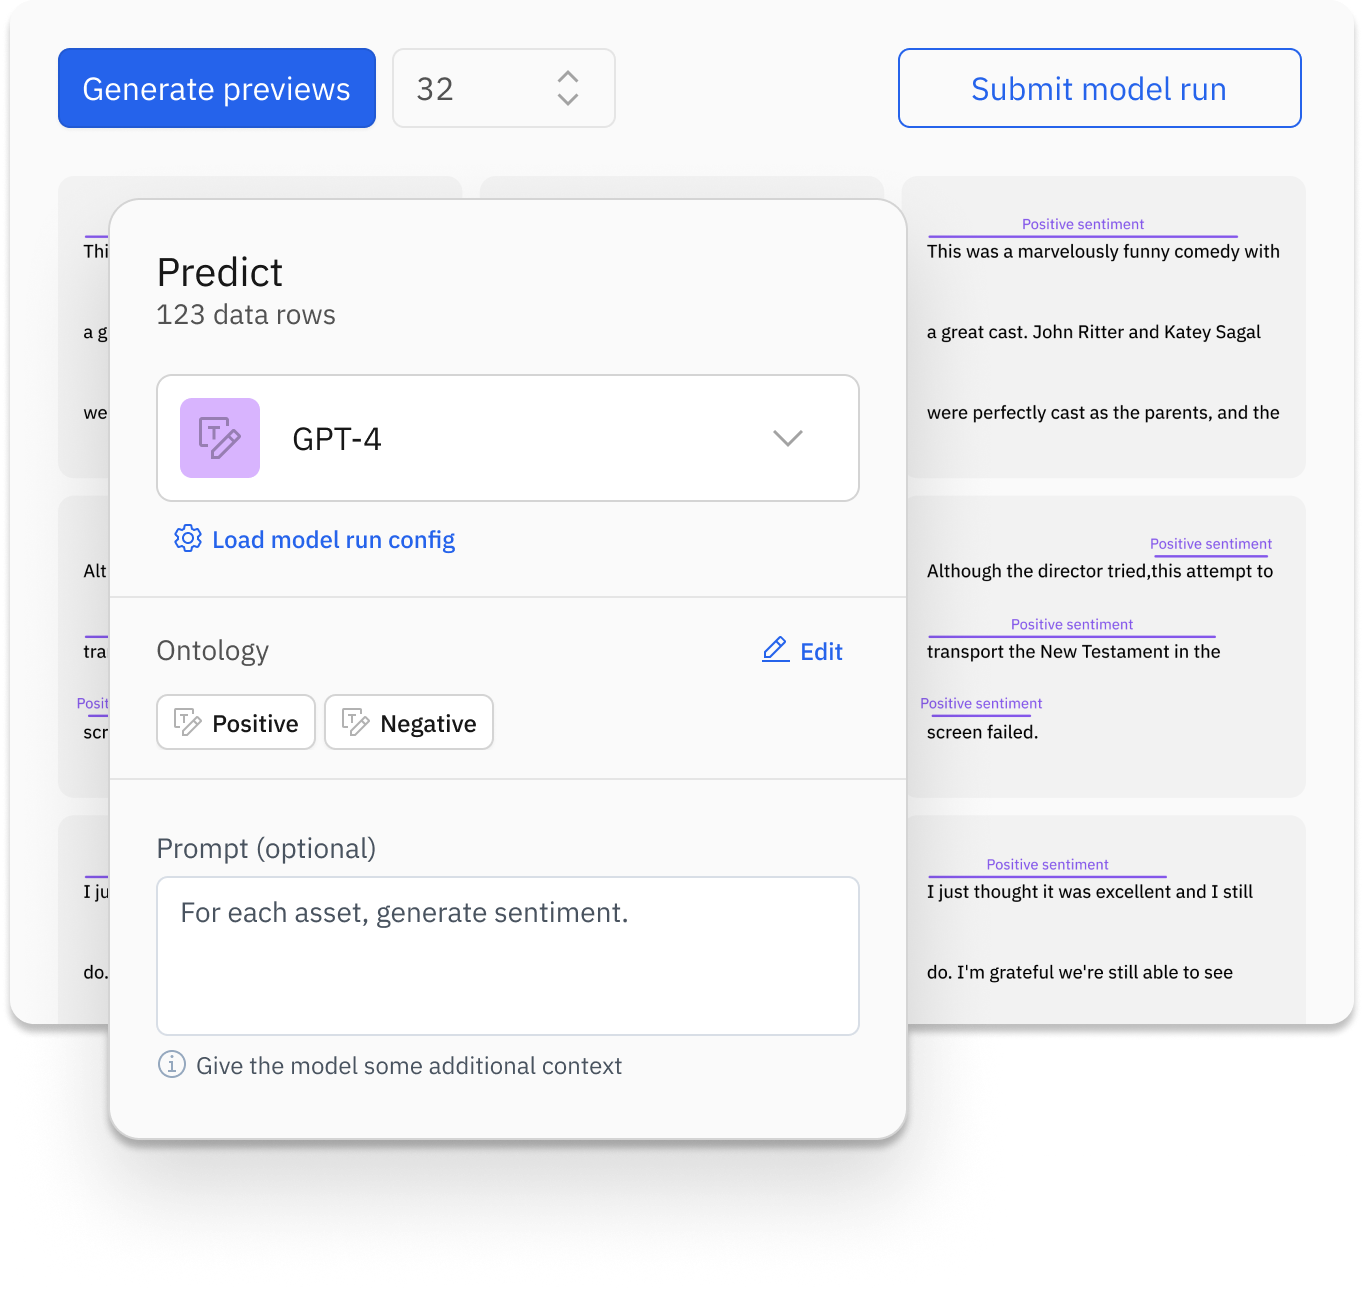 Generate previews
32
Submit model run
Predict
123 data rows
GPT-4
Load model run config
Ontology
Edit
Positive
Negative
Prompt (optional)
For each asset, generate sentiment.
Give the model some additional context
Thi
a g
we
Alt
tra
Posit
scr
I ju
do.
Positive sentiment
This was a marvelously funny comedy with
a great cast. John Ritter and Katey Sagal
were perfectly cast as the parents, and the
Positive sentiment
Although the director tried,this attempt to
Positive sentiment
transport the New Testament in the
Positive sentiment
screen failed.
Positive sentiment
I just thought it was excellent and I still
do. I'm grateful we're still able to see